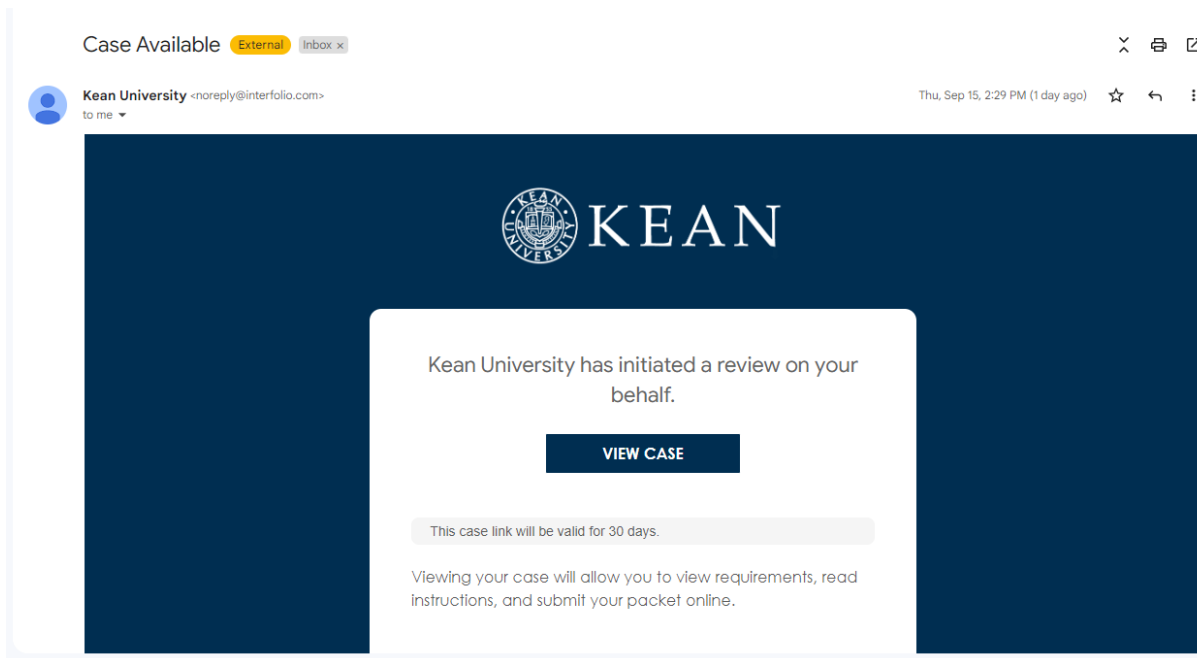 Case Available External Inbox ×
Kean University <noreply@interfolio.com> Thu, Sep 15, 2:29 PM (1 day ago)
to me
KEAN UNIVERSITY
KEAN
Kean University has initiated a review on your
behalf.
VIEW CASE
This case link will be valid for 30 days.
Viewing your case will allow you to view requirements, read
instructions, and submit your packet online.